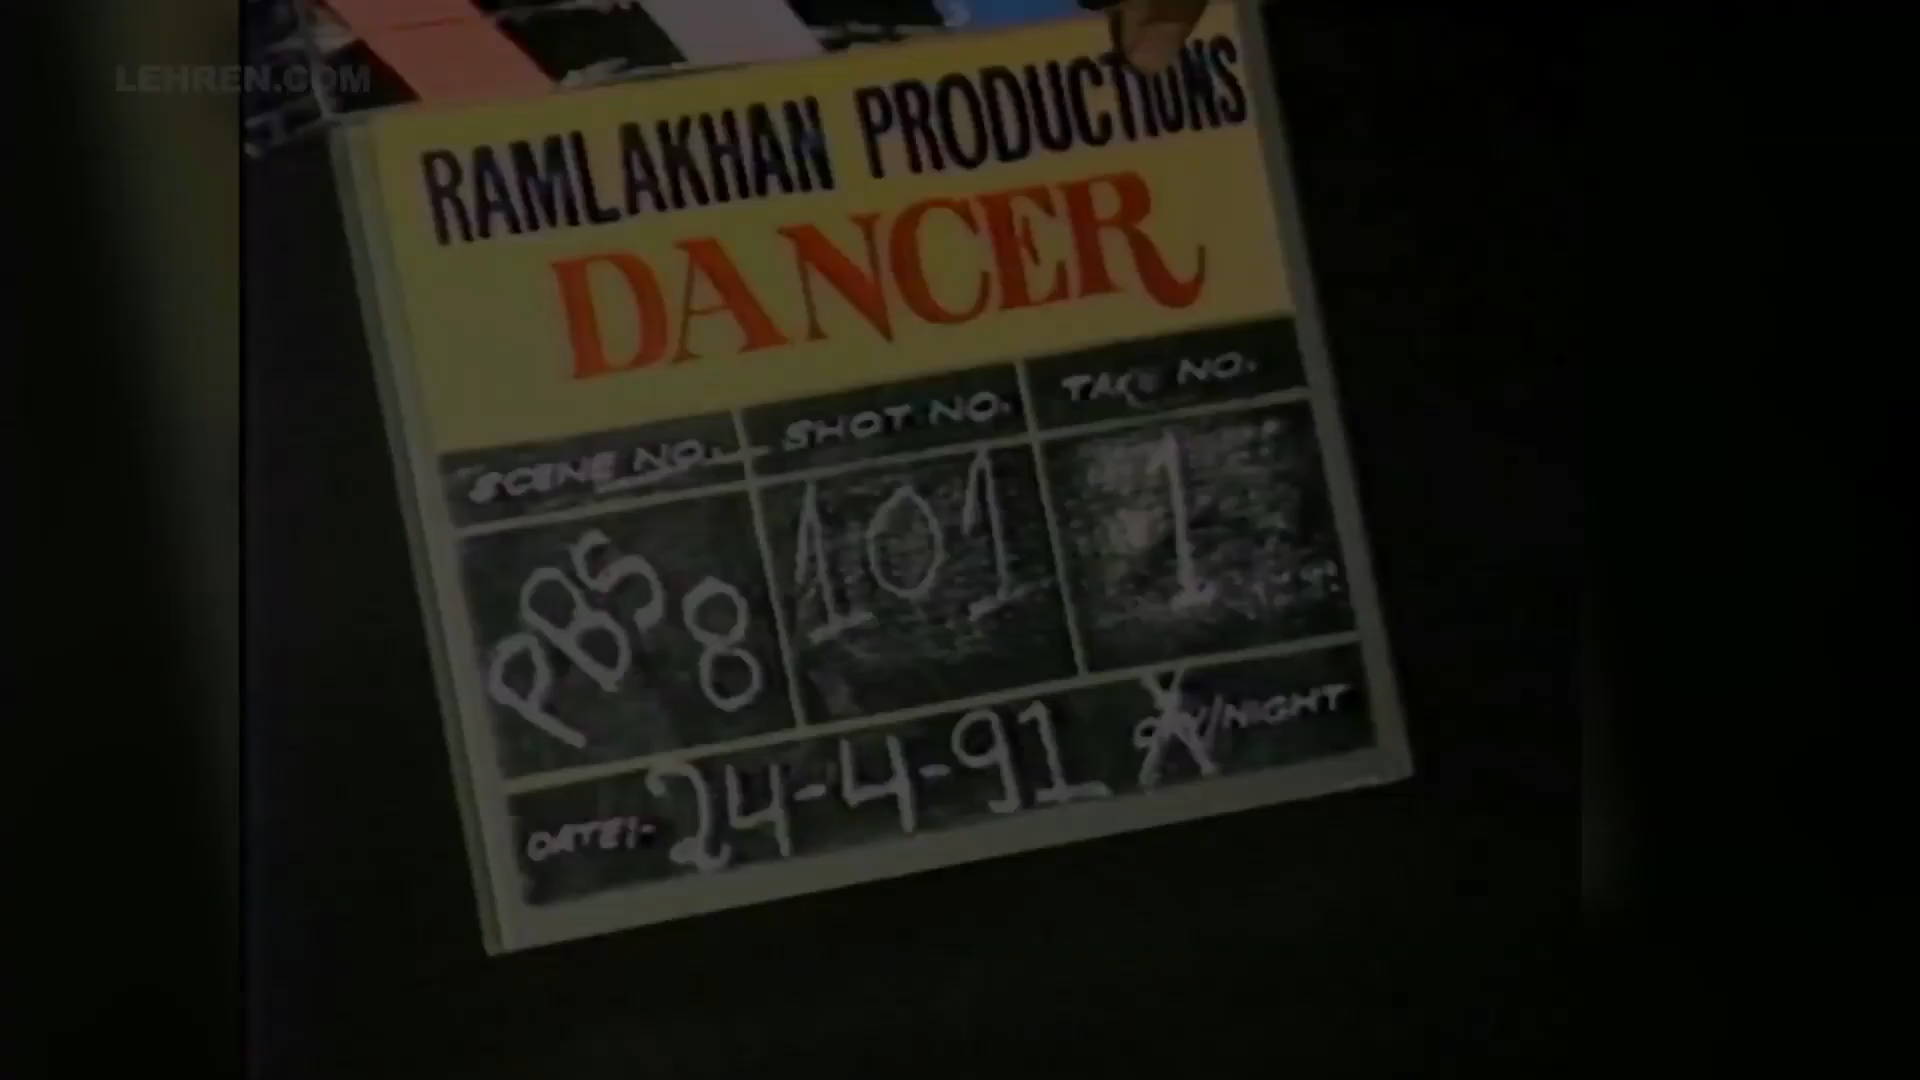 LEHREN.COM
RAMLAKHAN PRODUCTIONS
DANCER
SCENE NO. SHOT NO. TAKE NO.
PBS 8 101 1
DATE:- 24-4-91 DAY/NIGHT